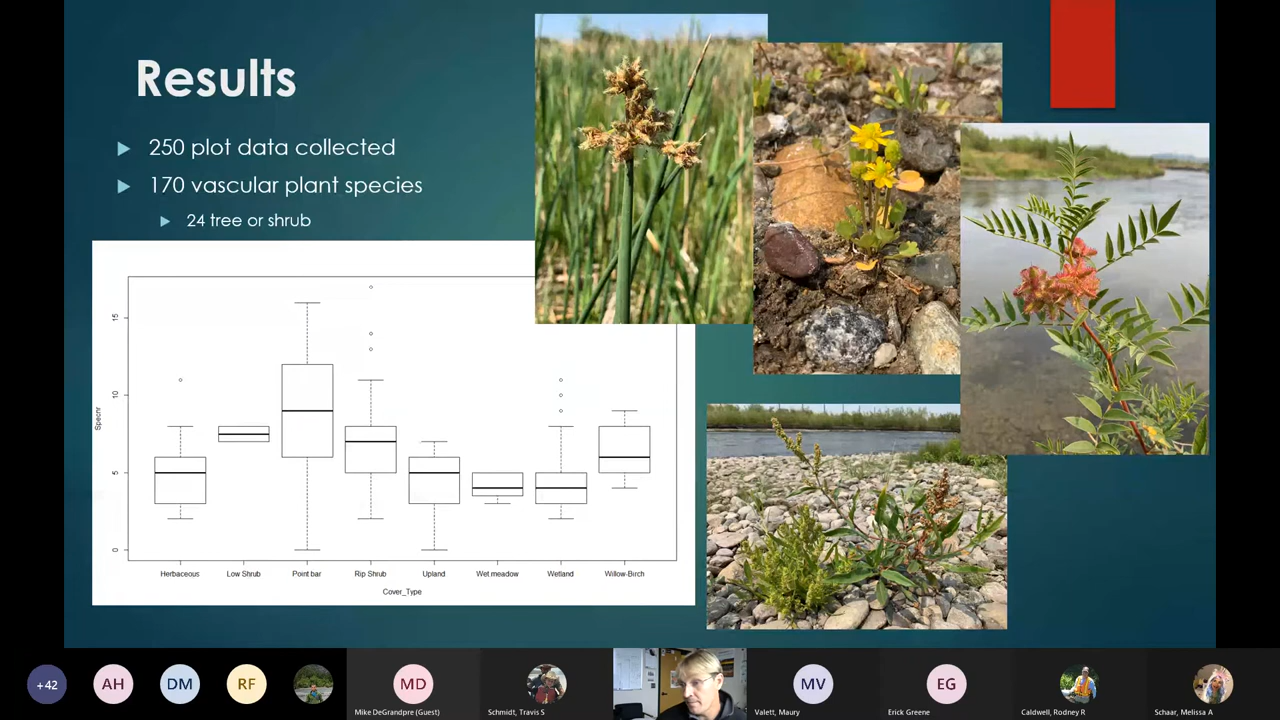 Results
250 plot data collected
170 vascular plant species
24 tree or shrub
Specnr
15
10
5
0
Herbaceous Low Shrub Point bar Rip Shrub Upland Wet meadow Wetland Willow-Birch
Cover_Type
+42 AH DM RF MD MV EG
Mike DeGrandpre (Guest) Schmidt, Travis S Valett, Maury Erick Greene Caldwell, Rodney R Schaar, Melissa A